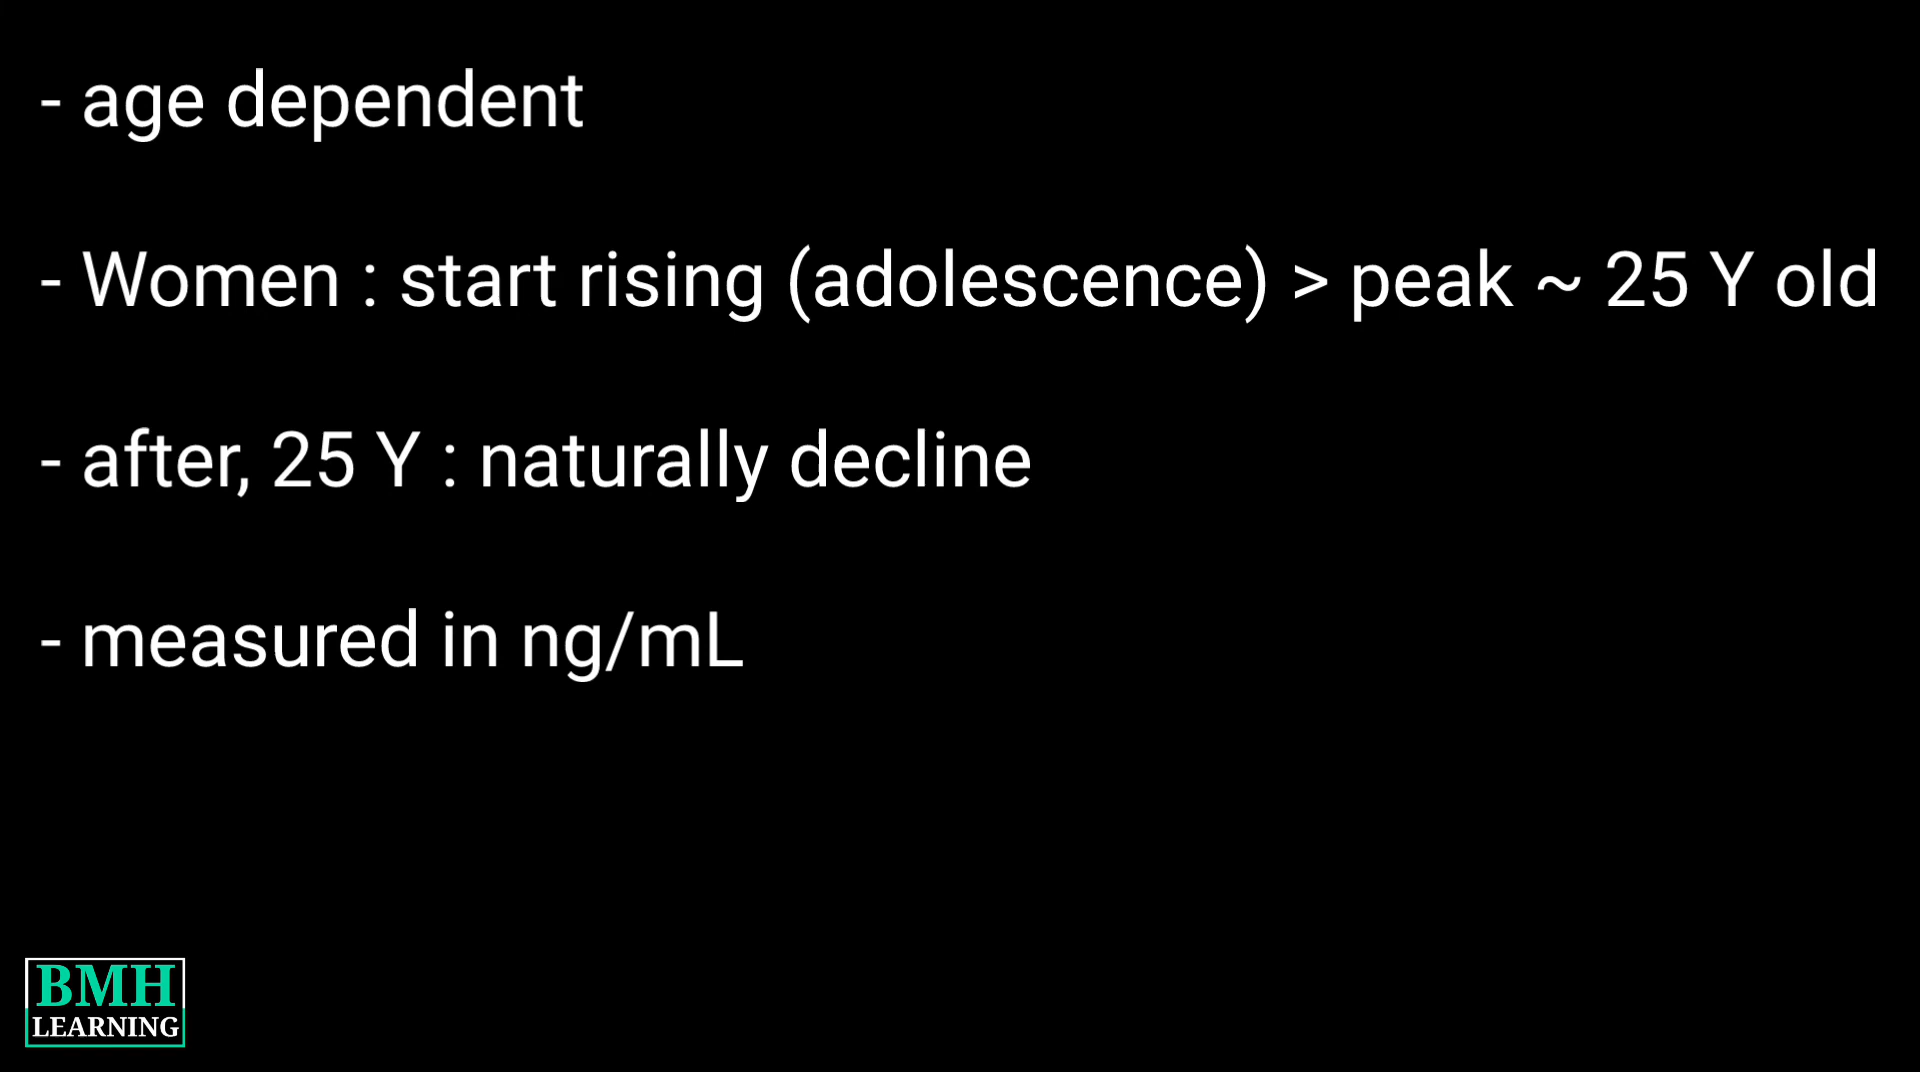 - age dependent
- Women : start rising (adolescence) > peak ~ 25 Y old
- after, 25 Y : naturally decline
- measured in ng/mL
BMH
LEARNING